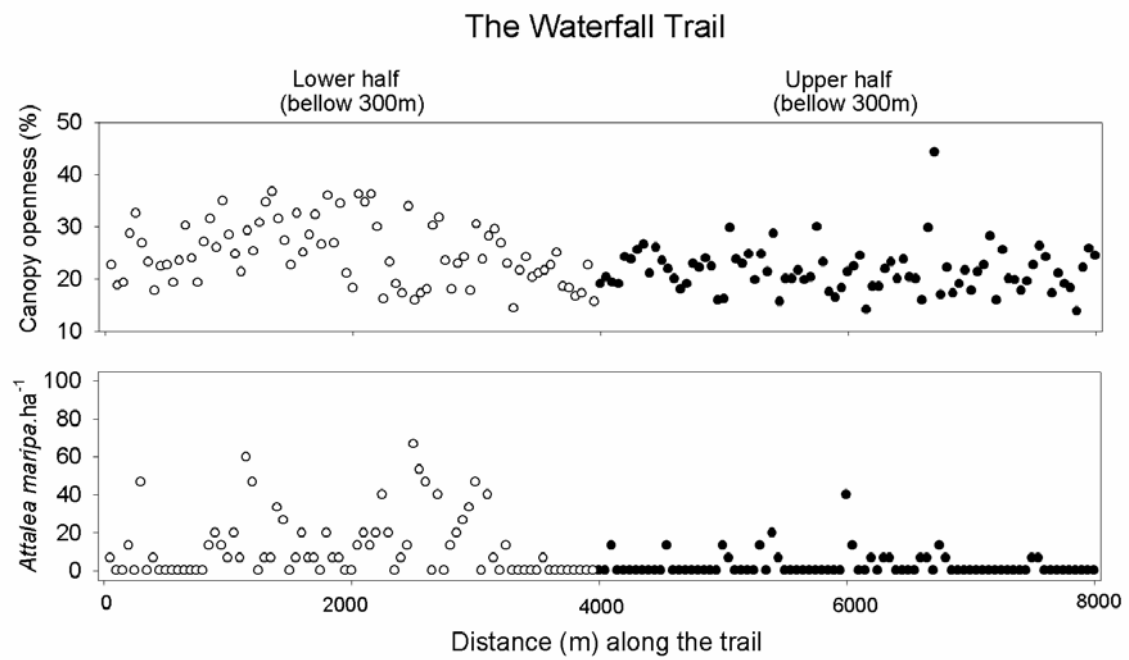 The Waterfall Trail
Lower half
(bellow 300m)
Upper half
(bellow 300m)
Canopy openness (%)
50
40
30
20
10
Attalea maripa.ha⁻¹
100
80
60
40
20
0
0
2000
4000
6000
8000
Distance (m) along the trail